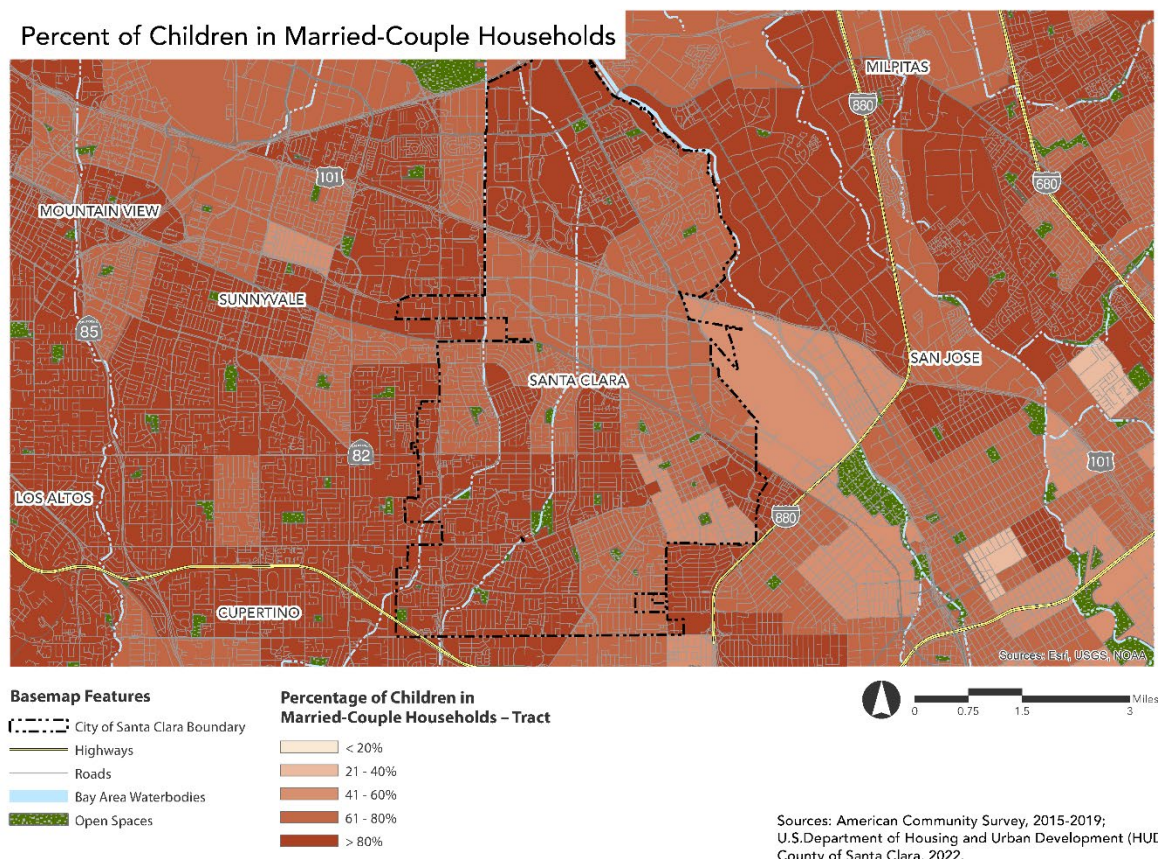 Percent of Children in Married-Couple Households
MILPITAS
880
101
680
MOUNTAIN VIEW
SUNNYVALE
85
SAN JOSE
SANTA CLARA
82
101
LOS ALTOS
880
CUPERTINO
Sources: Esri, USGS, NOAA
Basemap Features
City of Santa Clara Boundary
Highways
Roads
Bay Area Waterbodies
Open Spaces
Percentage of Children in
Married-Couple Households – Tract
< 20%
21 - 40%
41 - 60%
61 - 80%
> 80%
Miles
0 0.75 1.5 3
Sources: American Community Survey, 2015-2019;
U.S.Department of Housing and Urban Development (HUD
County of Santa Clara, 2022.